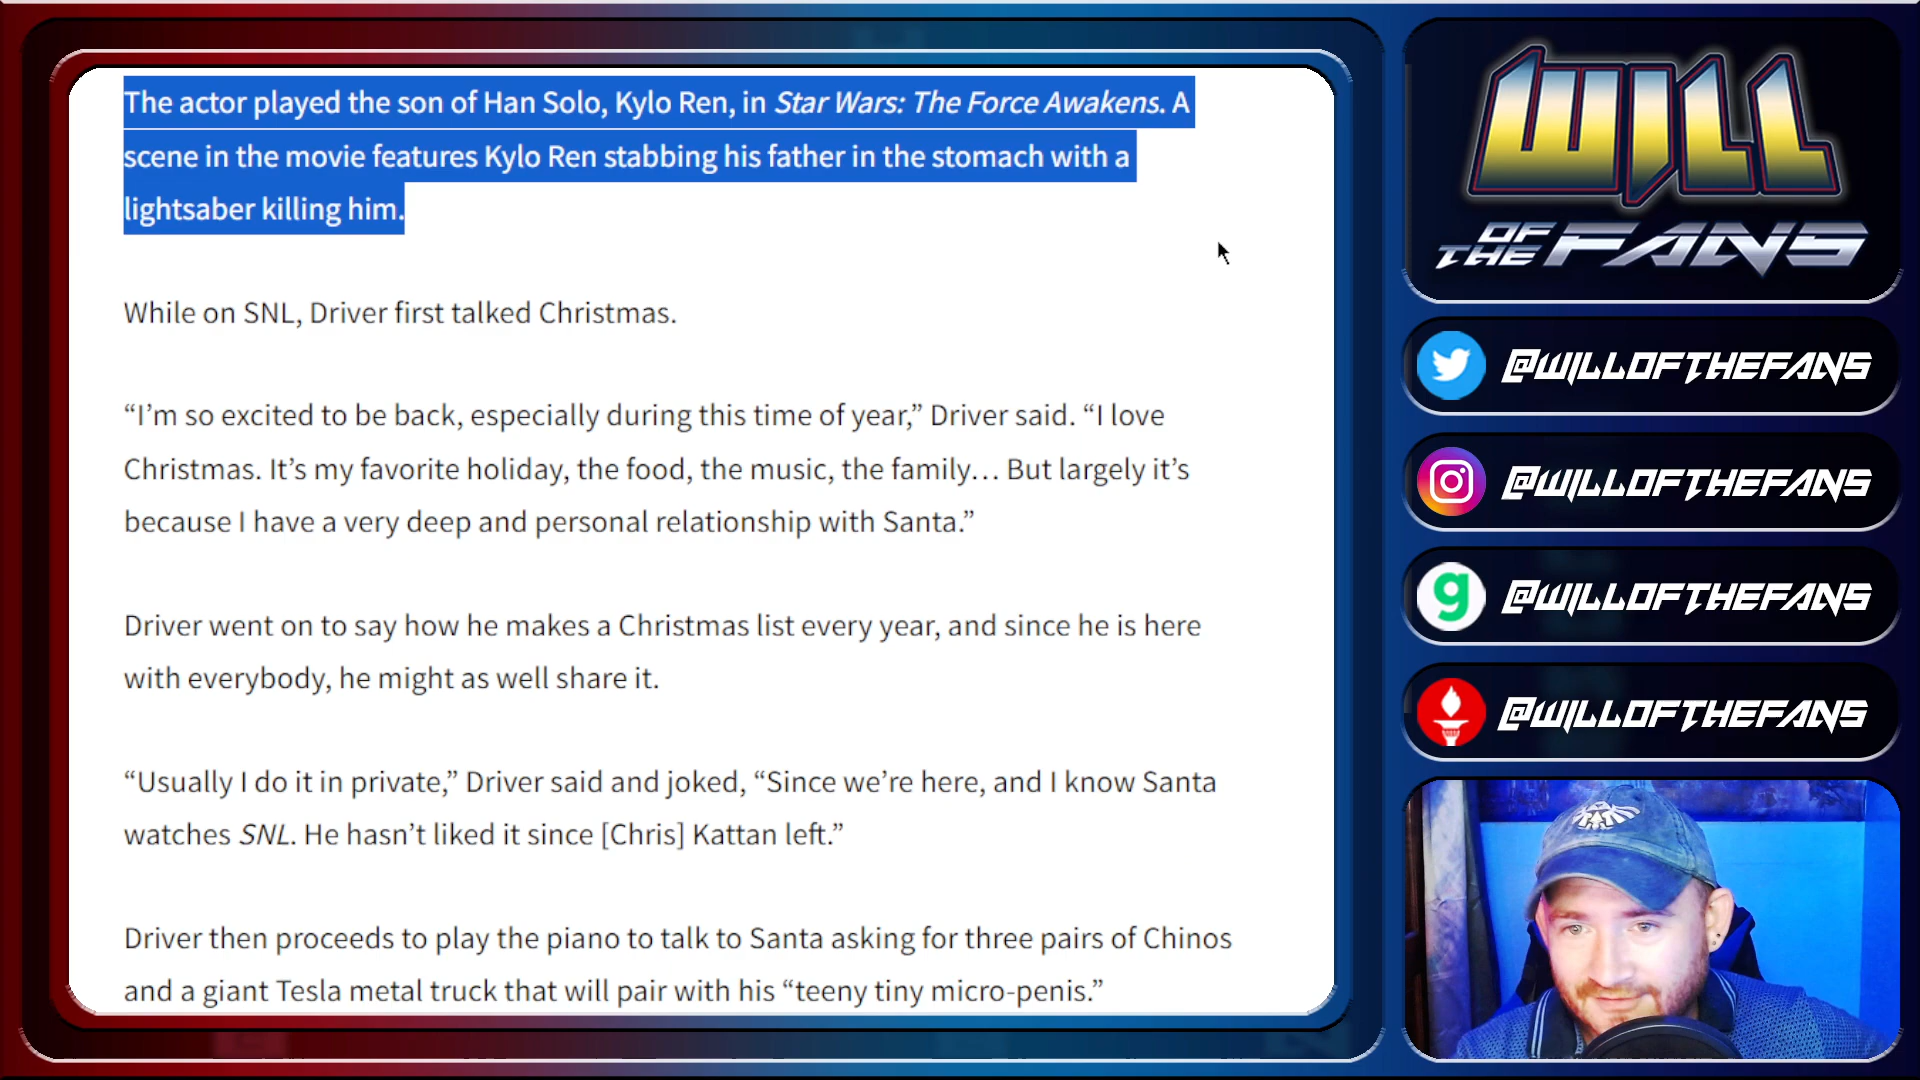 The actor played the son of Han Solo, Kylo Ren, in Star Wars: The Force Awakens. A
scene in the movie features Kylo Ren stabbing his father in the stomach with a
lightsaber killing him.
While on SNL, Driver first talked Christmas.
“I’m so excited to be back, especially during this time of year,” Driver said. “I love
Christmas. It’s my favorite holiday, the food, the music, the family… But largely it’s
because I have a very deep and personal relationship with Santa.”
Driver went on to say how he makes a Christmas list every year, and since he is here
with everybody, he might as well share it.
“Usually I do it in private,” Driver said and joked, “Since we’re here, and I know Santa
watches SNL. He hasn’t liked it since [Chris] Kattan left.”
Driver then proceeds to play the piano to talk to Santa asking for three pairs of Chinos
and a giant Tesla metal truck that will pair with his “teeny tiny micro-penis.”
WILL
OF THE FANS
@WILLOFTHEFANS
@WILLOFTHEFANS
g @WILLOFTHEFANS
@WILLOFTHEFANS